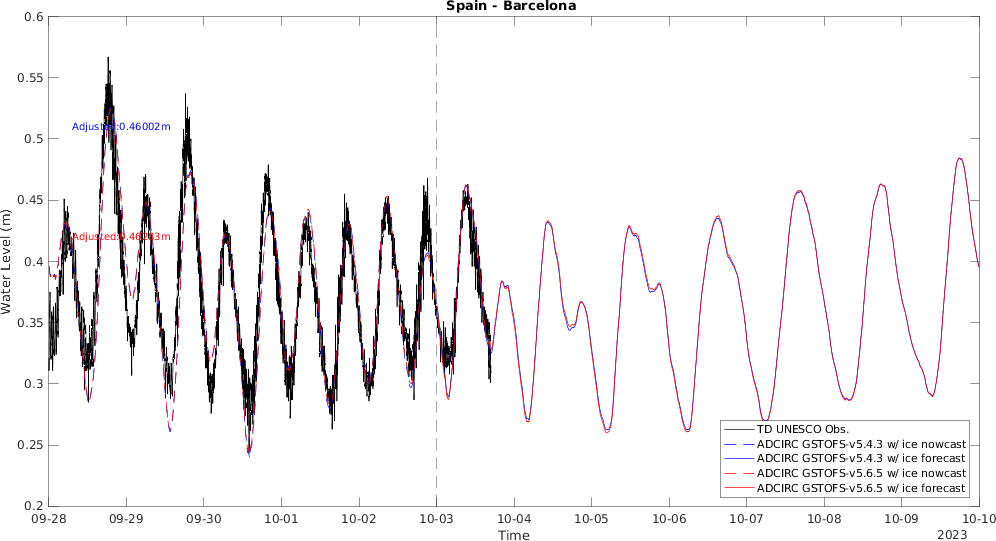 Spain - Barcelona
0.6
0.55
0.5
0.45
0.4
0.35
0.3
0.25
0.2
Water Level (m)
Adjusted:0.46002m
TD UNESCO Obs.
ADCIRC GSTOFS-v5.4.3 w/ ice nowcast
ADCIRC GSTOFS-v5.4.3 w/ ice forecast
ADCIRC GSTOFS-v5.6.5 w/ ice nowcast
ADCIRC GSTOFS-v5.6.5 w/ ice forecast
09-28
09-29
09-30
10-01
10-02
10-03
10-04
10-05
10-06
10-07
10-08
10-09
10-10
Time
2023